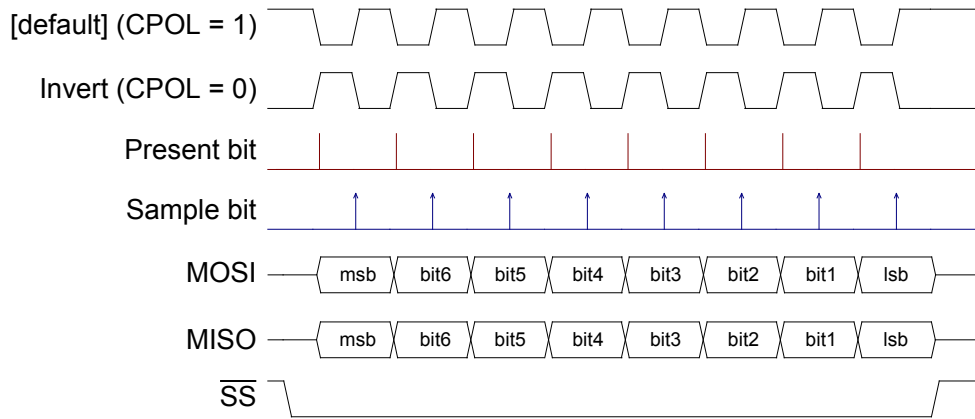 [default] (CPOL = 1)
Invert (CPOL = 0)
Present bit
Sample bit
MOSI msb bit6 bit5 bit4 bit3 bit2 bit1 lsb
MISO msb bit6 bit5 bit4 bit3 bit2 bit1 lsb
SS